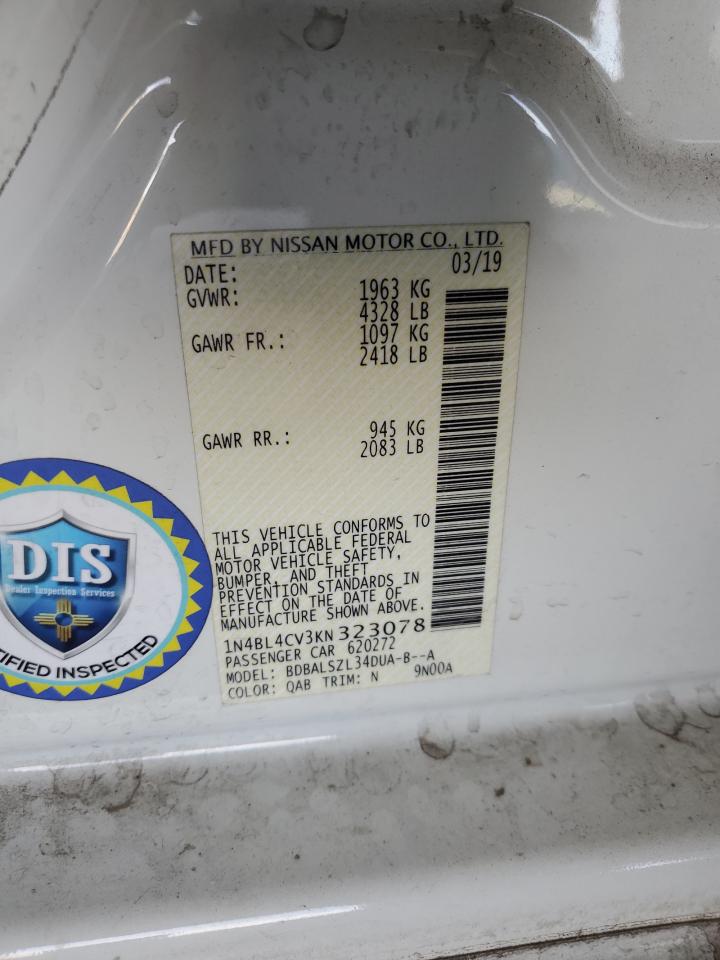 MFD BY NISSAN MOTOR CO., LTD.
DATE: 03/19
GVWR: 1963 KG
4328 LB
GAWR FR.: 1097 KG
2418 LB
GAWR RR.: 945 KG
2083 LB
THIS VEHICLE CONFORMS TO
ALL APPLICABLE FEDERAL
MOTOR VEHICLE SAFETY,
BUMPER, AND THEFT
PREVENTION STANDARDS IN
EFFECT ON THE DATE OF
MANUFACTURE SHOWN ABOVE.
1N4BL4CV3KN323078
PASSENGER CAR 620272
MODEL: BDBALSZL34DUA-B--A
COLOR: QAB TRIM: N 9N00A
DIS
Dealer Inspection Services
INSPECTED